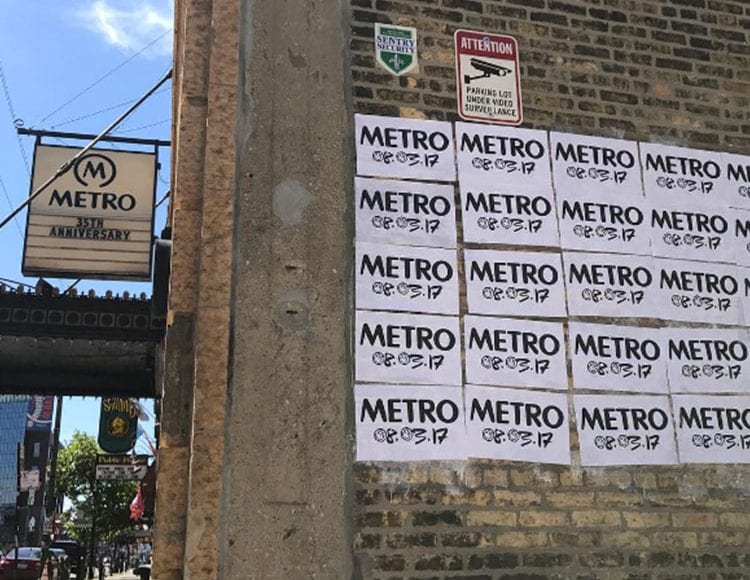 SENTRY
SECURITY
ATTENTION
PARKING LOT
UNDER VIDEO
SURVEILLANCE
M
METRO
35TH
ANNIVERSARY
METRO METRO METRO METRO
08.03.17 08.03.17 08.03.17 08.03.17
METRO METRO METRO METRO
08.03.17 08.03.17 08.03.17 08.03.17
METRO METRO METRO METRO
08.03.17 08.03.17 08.03.17 08.03.17
METRO METRO METRO METRO
08.03.17 08.03.17 08.03.17 08.03.17
METRO METRO METRO METRO
08.03.17 08.03.17 08.03.17 08.03.17